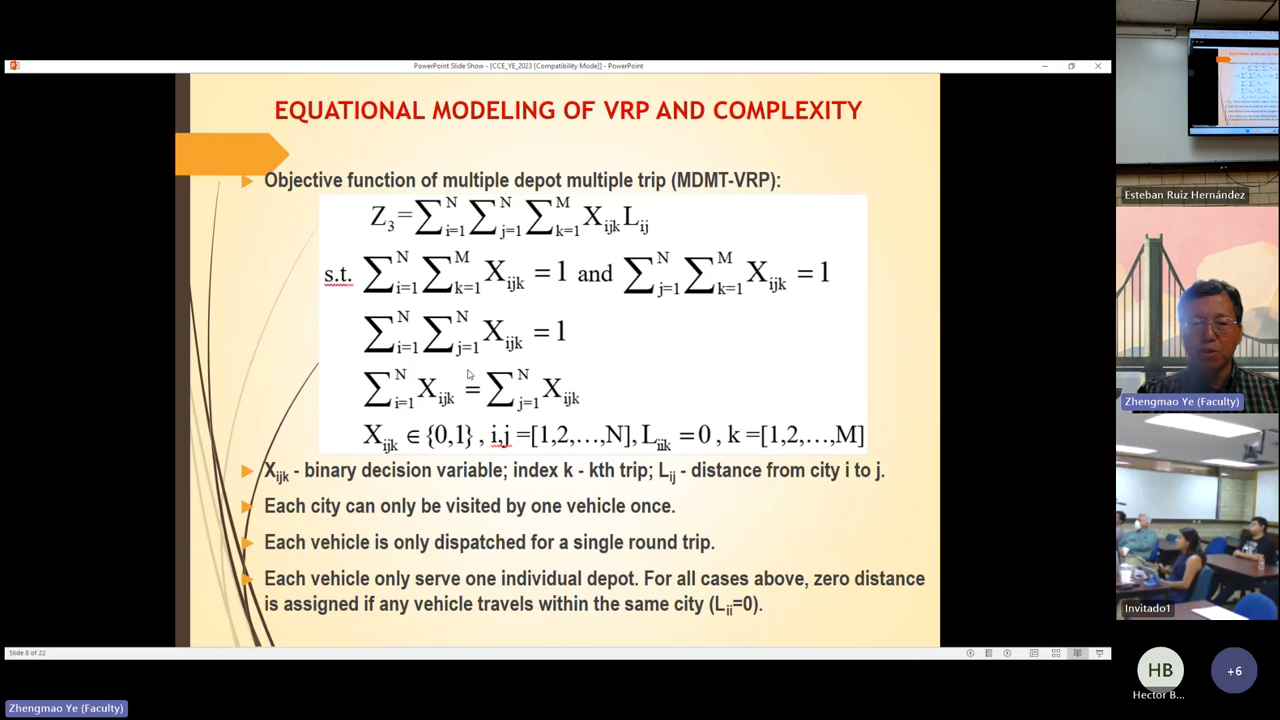 PowerPoint Slide Show - [CCE_YE_2023 [Compatibility Mode]] - PowerPoint
EQUATIONAL MODELING OF VRP AND COMPLEXITY
Objective function of multiple depot multiple trip (MDMT-VRP):
Z₃=∑ᵢ₌₁ᴺ ∑ⱼ₌₁ᴺ ∑ₖ₌₁ᴹ Xᵢⱼₖ Lᵢⱼ
s.t. ∑ᵢ₌₁ᴺ ∑ₖ₌₁ᴹ Xᵢⱼₖ = 1 and ∑ⱼ₌₁ᴺ ∑ₖ₌₁ᴹ Xᵢⱼₖ = 1
∑ᵢ₌₁ᴺ ∑ⱼ₌₁ᴺ Xᵢⱼₖ = 1
∑ᵢ₌₁ᴺ Xᵢⱼₖ = ∑ⱼ₌₁ᴺ Xᵢⱼₖ
Xᵢⱼₖ ∈ {0,1} , i,j =[1,2,…,N], Lᵢᵢₖ = 0 , k =[1,2,…,M]
Xᵢⱼₖ - binary decision variable; index k - kth trip; Lᵢⱼ - distance from city i to j.
Each city can only be visited by one vehicle once.
Each vehicle is only dispatched for a single round trip.
Each vehicle only serve one individual depot. For all cases above, zero distance
is assigned if any vehicle travels within the same city (Lᵢᵢ=0).
Slide 8 of 22
Zhengmao Ye (Faculty)
Esteban Ruiz Hernández
Zhengmao Ye (Faculty)
Invitado1
HB
Hector B...
+6